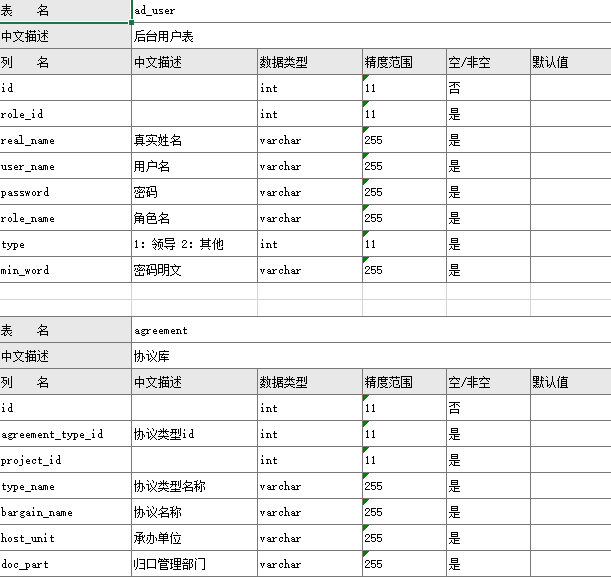 表　　名 ad_user
中文描述 后台用户表
列　　名 中文描述 数据类型 精度范围 空/非空 默认值
id int 11 否
role_id int 11 是
real_name 真实姓名 varchar 255 是
user_name 用户名 varchar 255 是
password 密码 varchar 255 是
role_name 角色名 varchar 255 是
type 1: 领导 2: 其他 int 11 是
min_word 密码明文 varchar 255 是
表　　名 agreement
中文描述 协议库
列　　名 中文描述 数据类型 精度范围 空/非空 默认值
id int 11 否
agreement_type_id 协议类型id int 11 是
project_id int 11 是
type_name 协议类型名称 varchar 255 是
bargain_name 协议名称 varchar 255 是
host_unit 承办单位 varchar 255 是
doc_part 归口管理部门 varchar 255 是